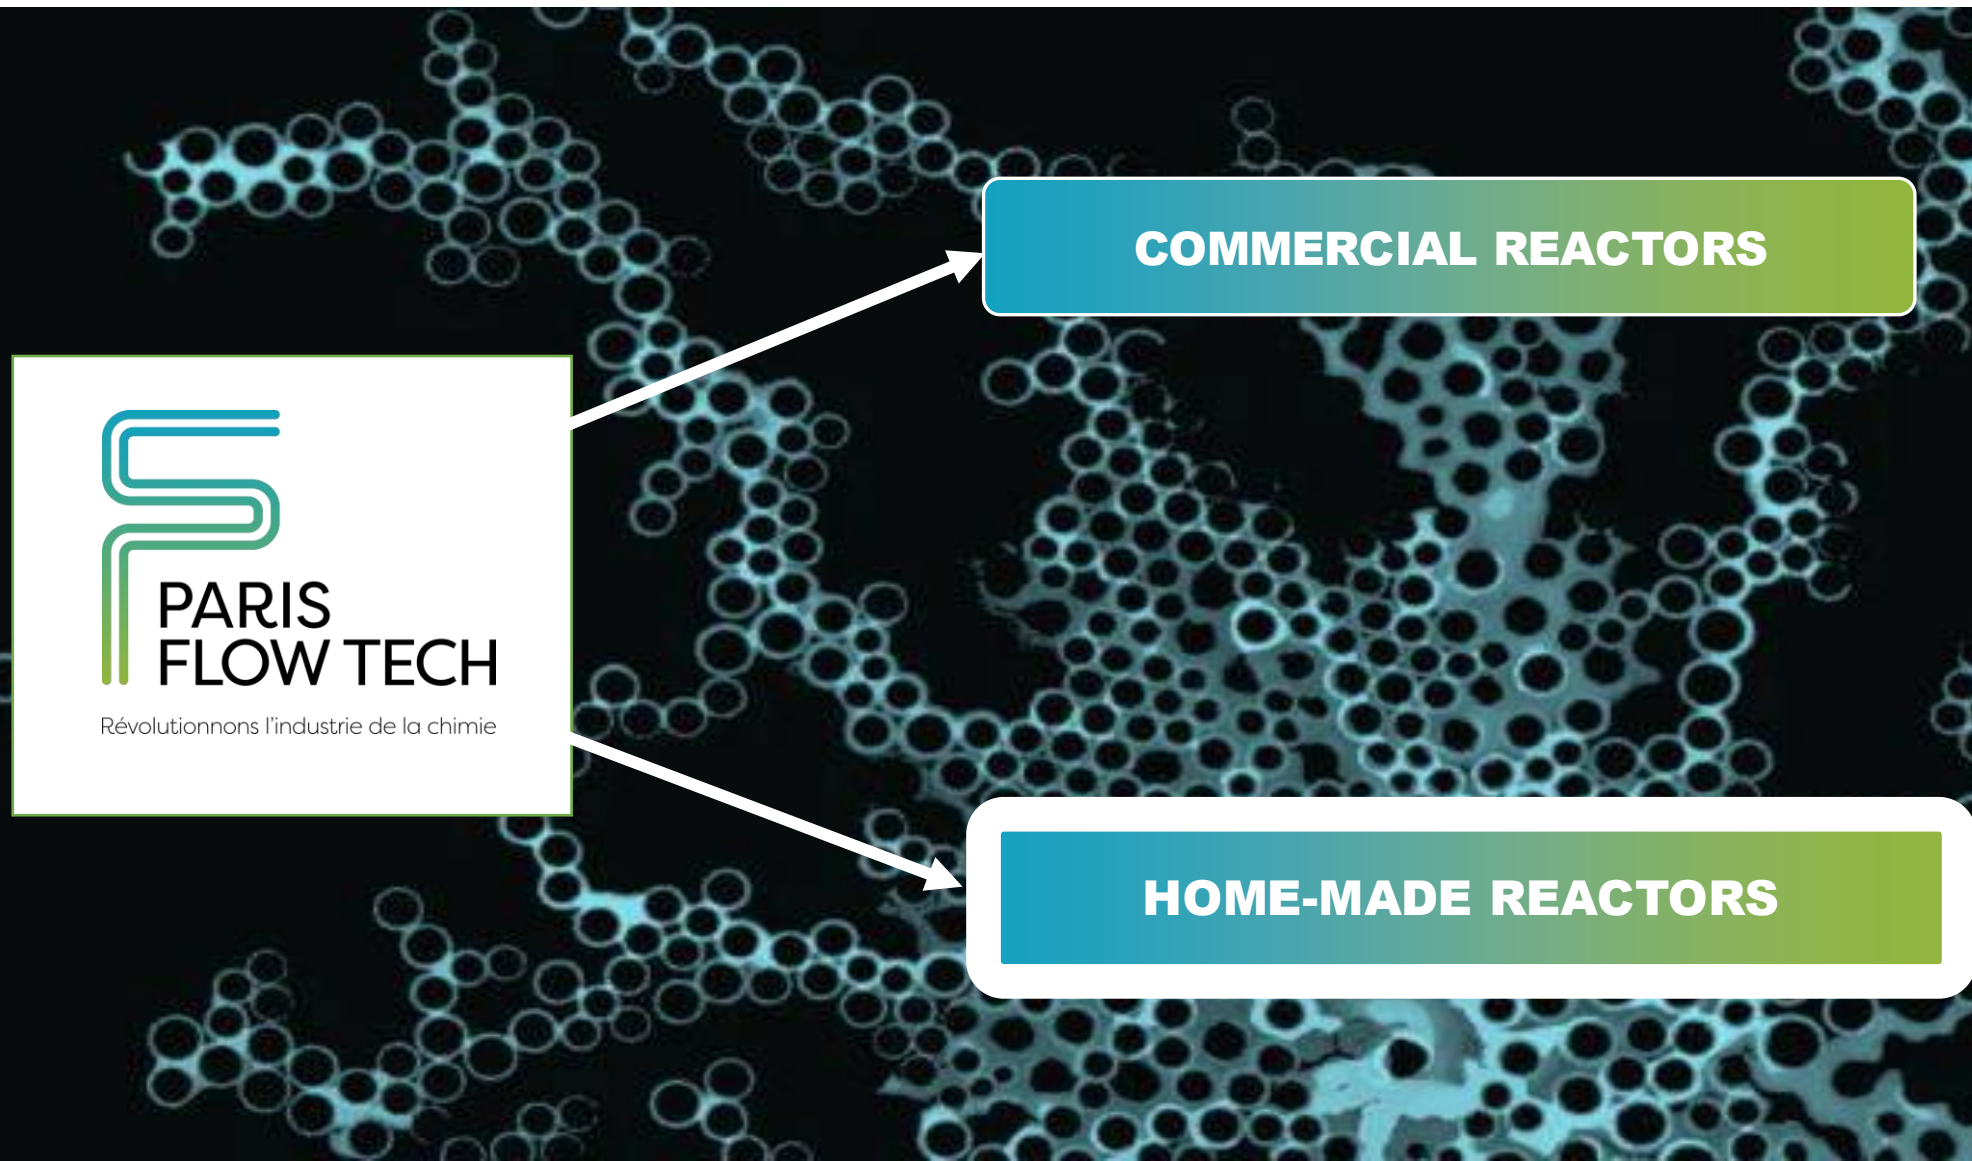 COMMERCIAL REACTORS
PARIS
FLOW TECH
Révolutionnons l'industrie de la chimie
HOME-MADE REACTORS